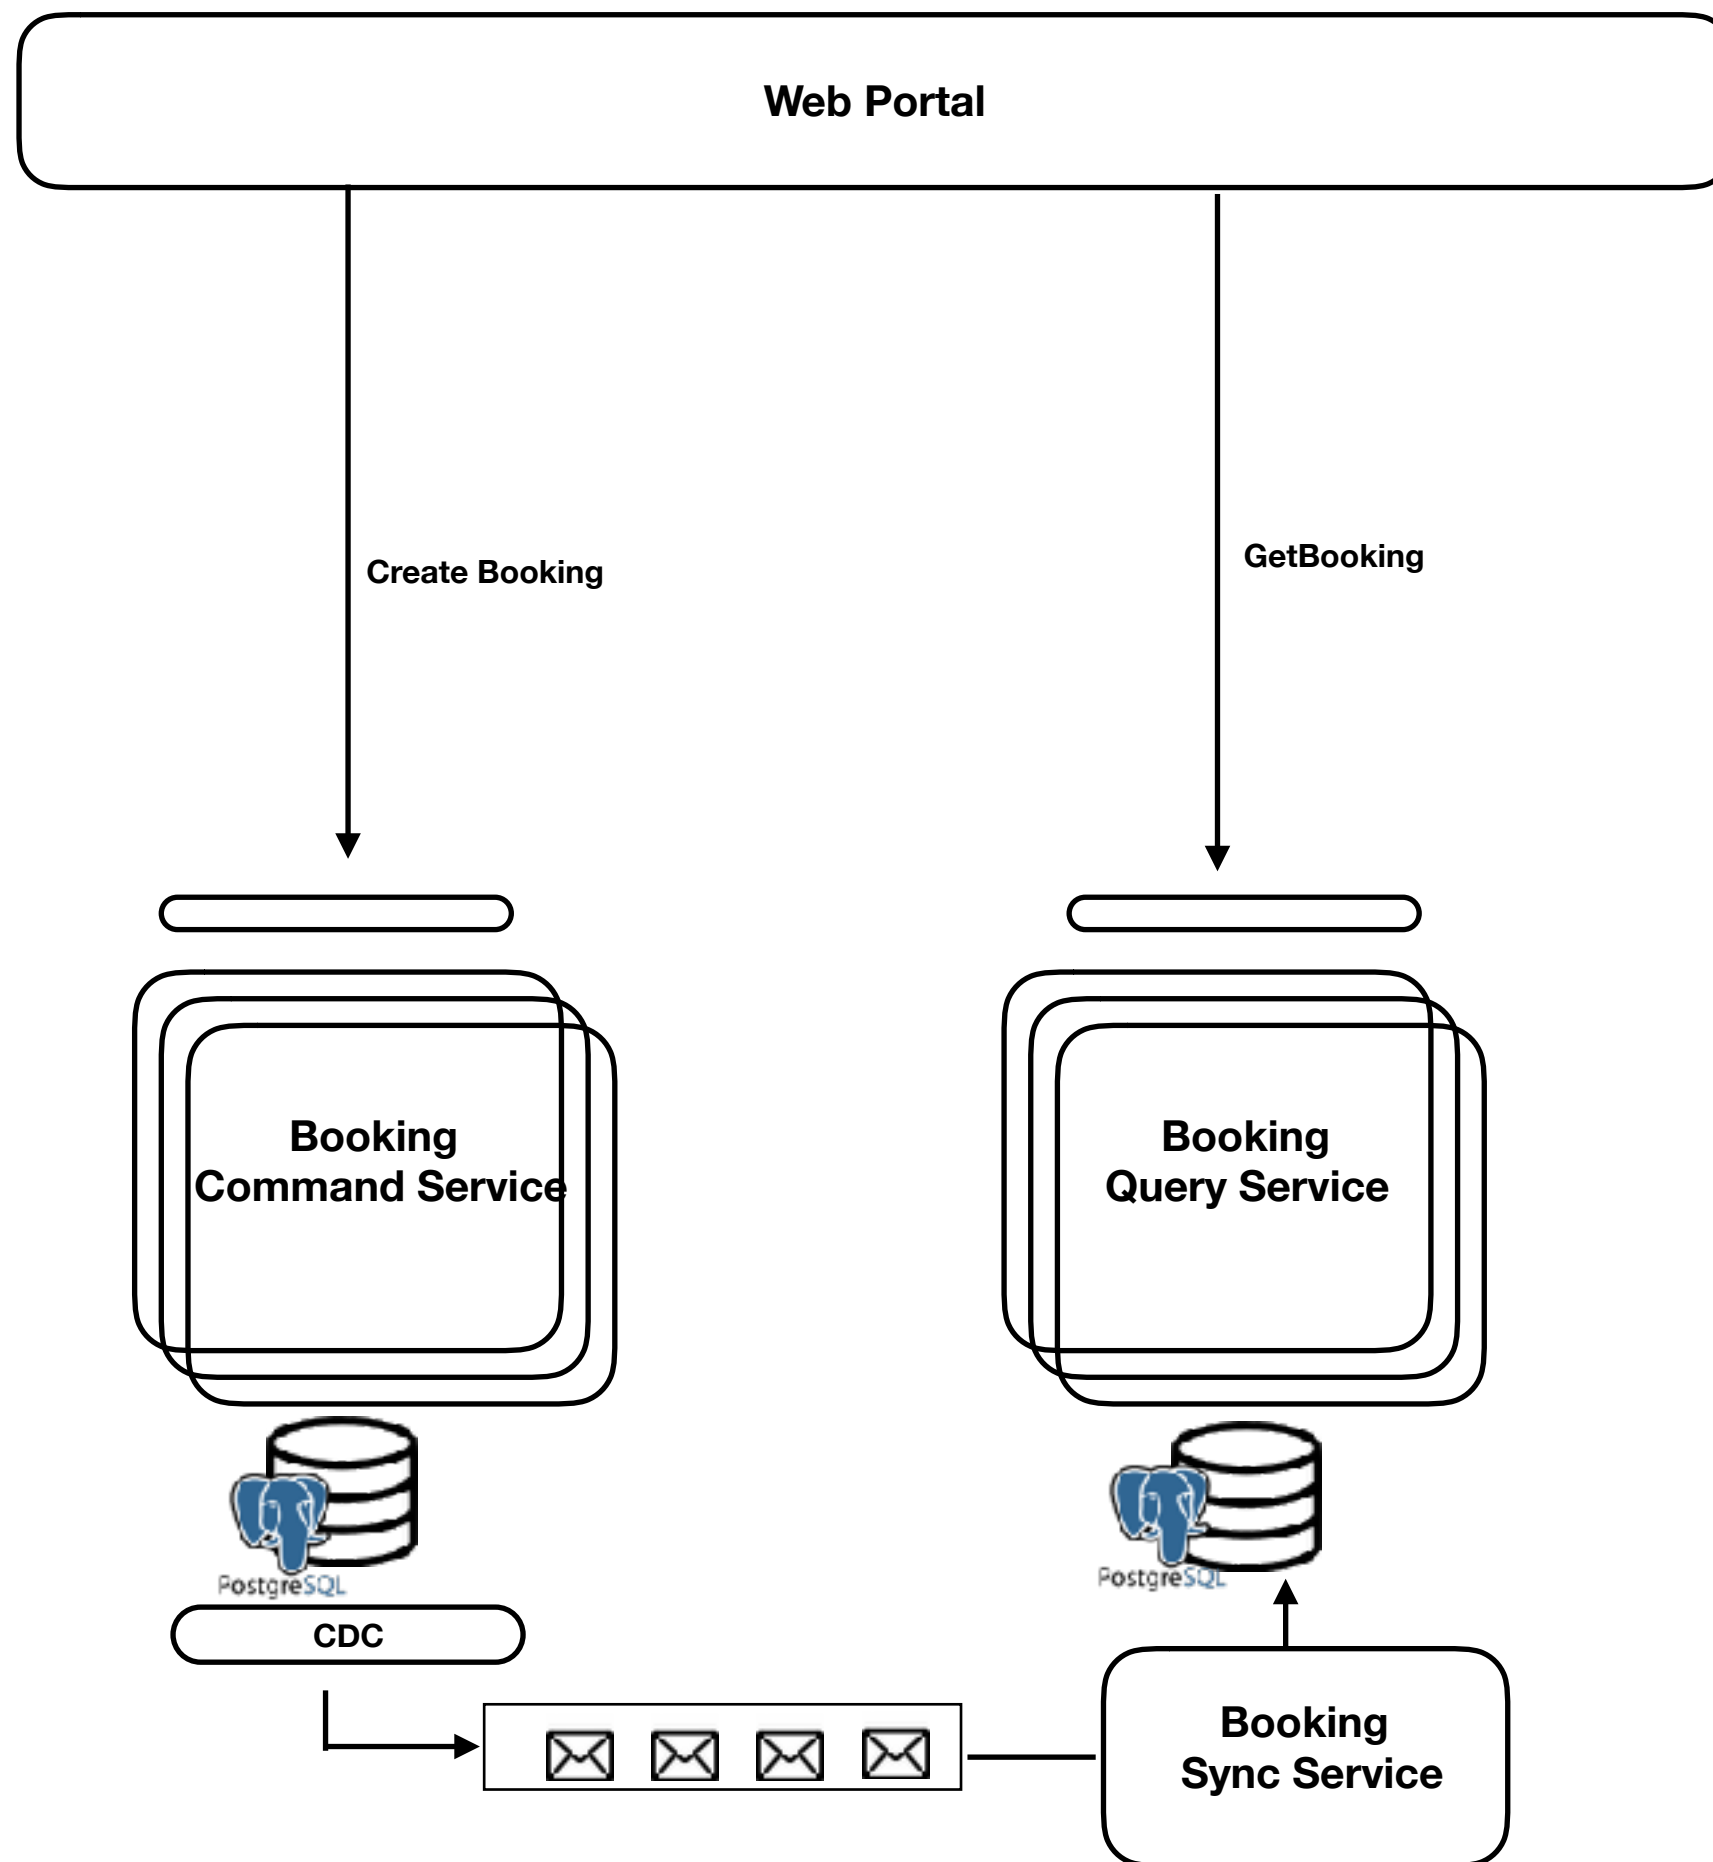 Web Portal
Create Booking
GetBooking
Booking
Command Service
Booking
Query Service
PostgreSQL
PostgreSQL
CDC
Booking
Sync Service